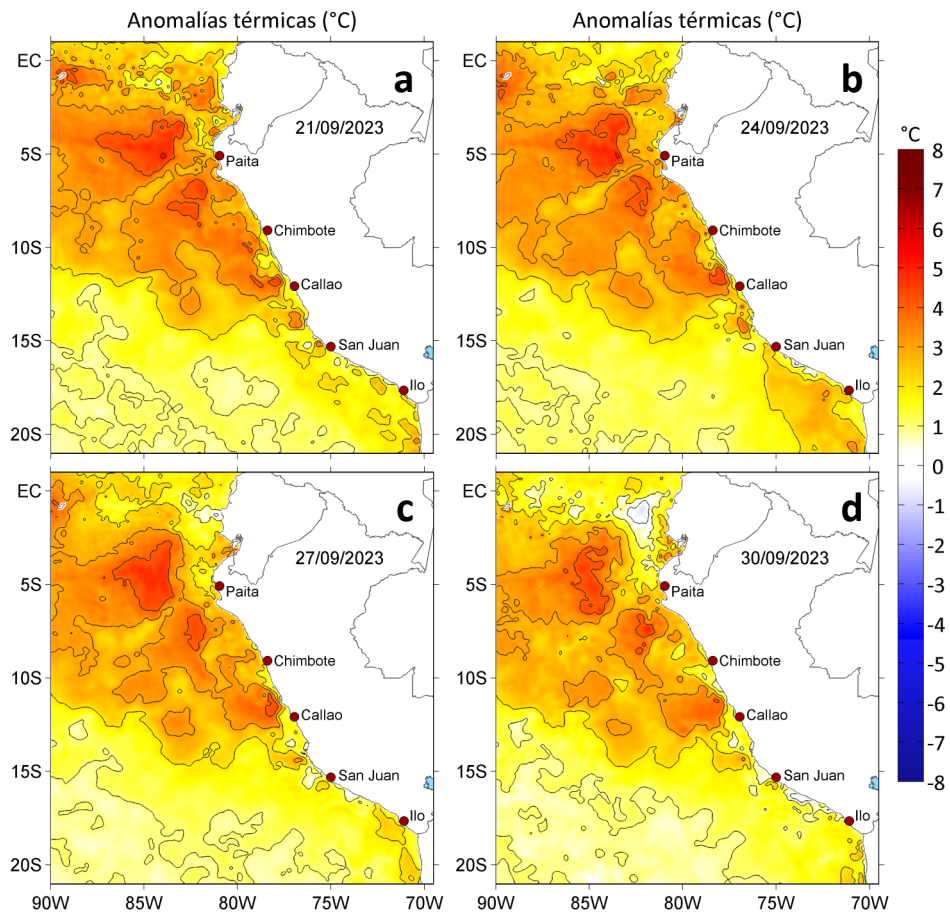 Anomalías térmicas (°C)
Anomalías térmicas (°C)
EC
5S
10S
15S
20S
a
21/09/2023
Paita
Chimbote
Callao
San Juan
Ilo
EC
5S
10S
15S
20S
b
24/09/2023
Paita
Chimbote
Callao
San Juan
Ilo
°C
8
7
6
5
4
3
2
1
0
-1
-2
-3
-4
-5
-6
-7
-8
EC
5S
10S
15S
20S
c
27/09/2023
Paita
Chimbote
Callao
San Juan
Ilo
90W
85W
80W
75W
70W
EC
5S
10S
15S
20S
d
30/09/2023
Paita
Chimbote
Callao
San Juan
Ilo
90W
85W
80W
75W
70W